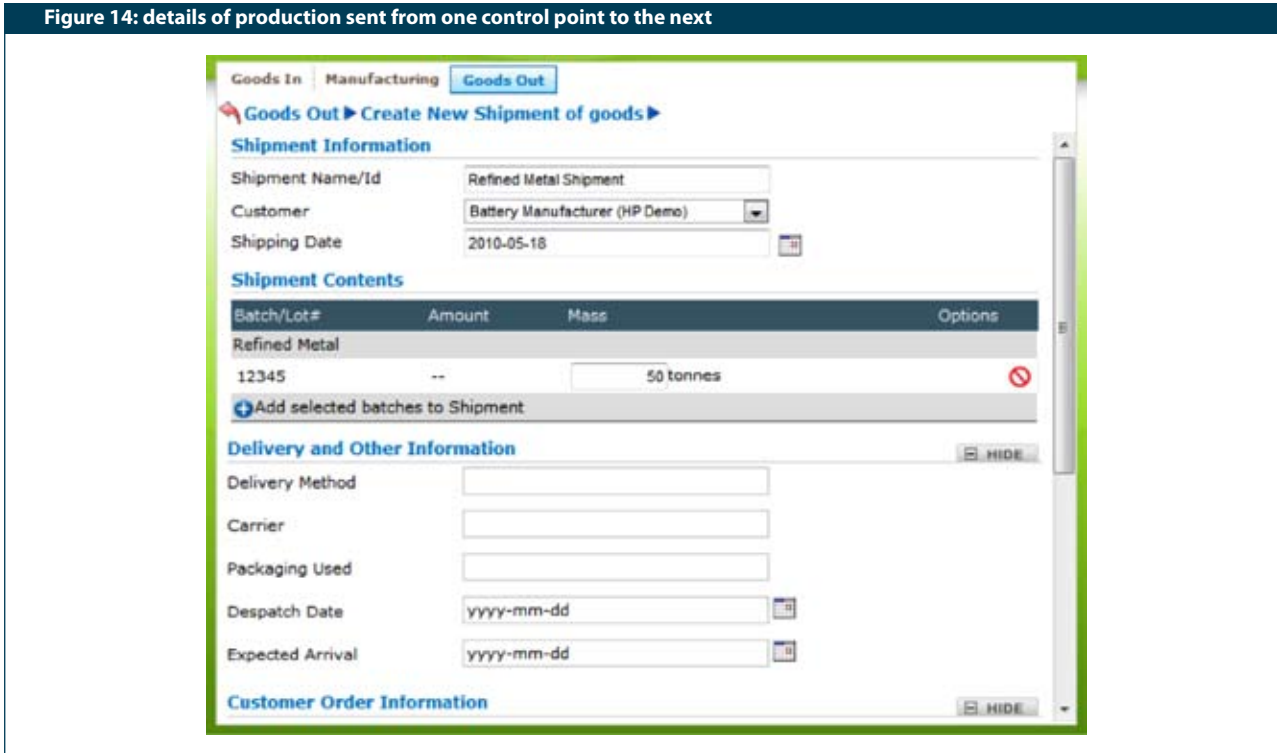 Figure 14: details of production sent from one control point to the next
Goods In Manufacturing Goods Out
Goods Out Create New Shipment of goods
Shipment Information
Shipment Name/Id Refined Metal Shipment
Customer Battery Manufacturer (HP Demo)
Shipping Date 2010-05-18
Shipment Contents
Batch/Lot# Amount Mass Options
Refined Metal
12345 -- 50 tonnes
Add selected batches to Shipment
Delivery and Other Information HIDE
Delivery Method
Carrier
Packaging Used
Despatch Date yyyy-mm-dd
Expected Arrival yyyy-mm-dd
Customer Order Information HIDE